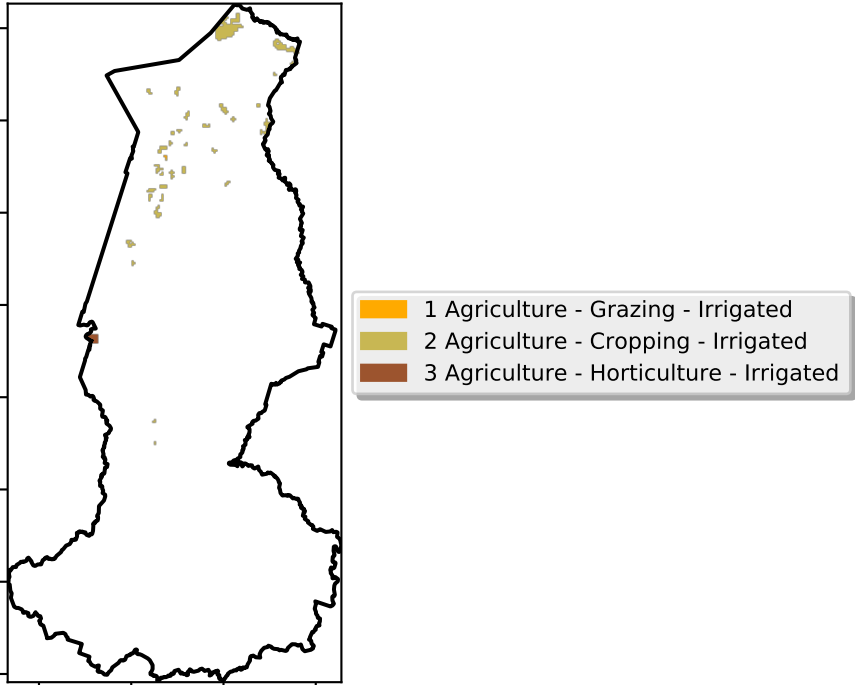 1 Agriculture - Grazing - Irrigated
2 Agriculture - Cropping - Irrigated
3 Agriculture - Horticulture - Irrigated